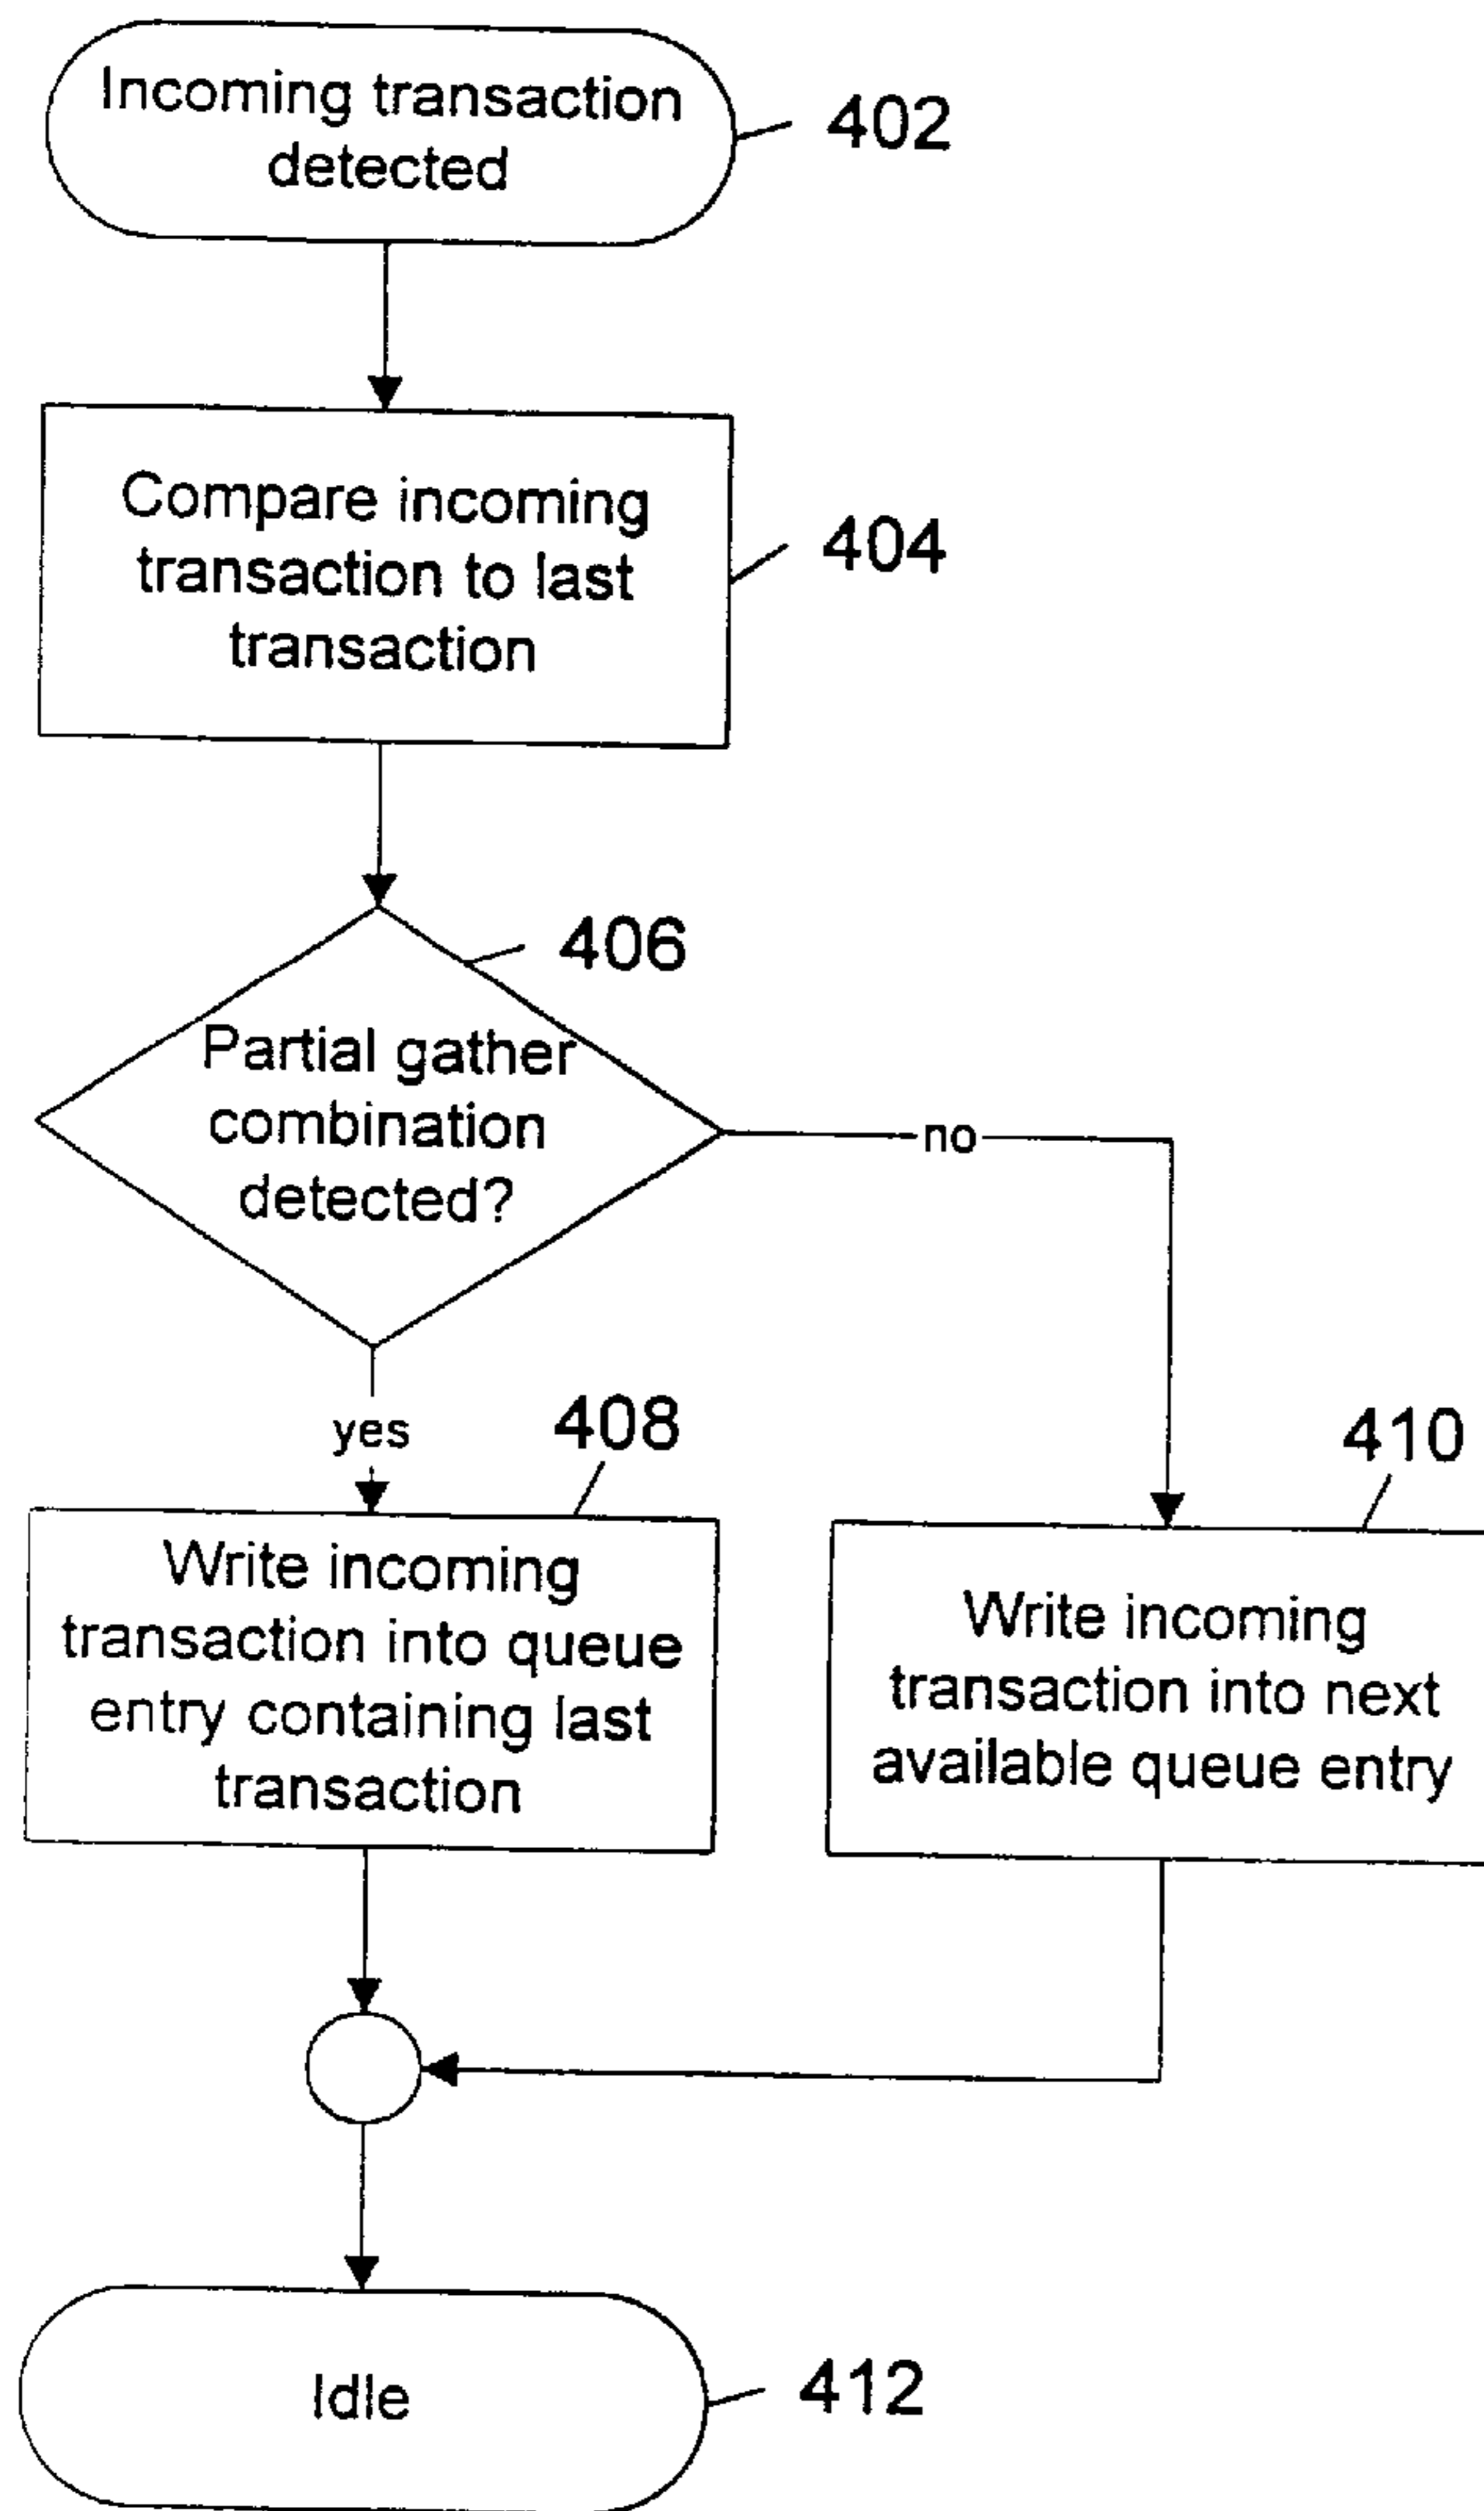 Incoming transaction
detected
402
Compare incoming
transaction to last
transaction
404
406
Partial gather
combination
detected?
no
yes
408
410
Write incoming
transaction into queue
entry containing last
transaction
Write incoming
transaction into next
available queue entry
Idle
412